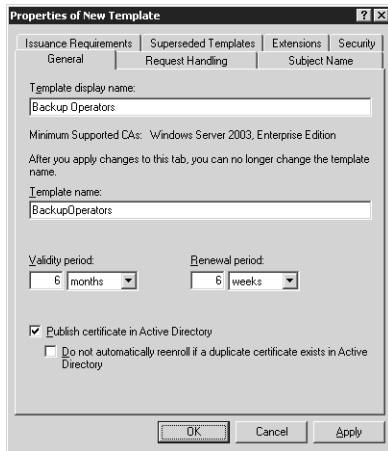 Properties of New Template
Issuance Requirements Superseded Templates Extensions Security
General Request Handling Subject Name
Template display name:
Backup Operators
Minimum Supported CAs: Windows Server 2003, Enterprise Edition
After you apply changes to this tab, you can no longer change the template
name.
Template name:
BackupOperators
Validity period: Renewal period:
6 months 6 weeks
Publish certificate in Active Directory
Do not automatically reenroll if a duplicate certificate exists in Active
Directory
OK Cancel Apply